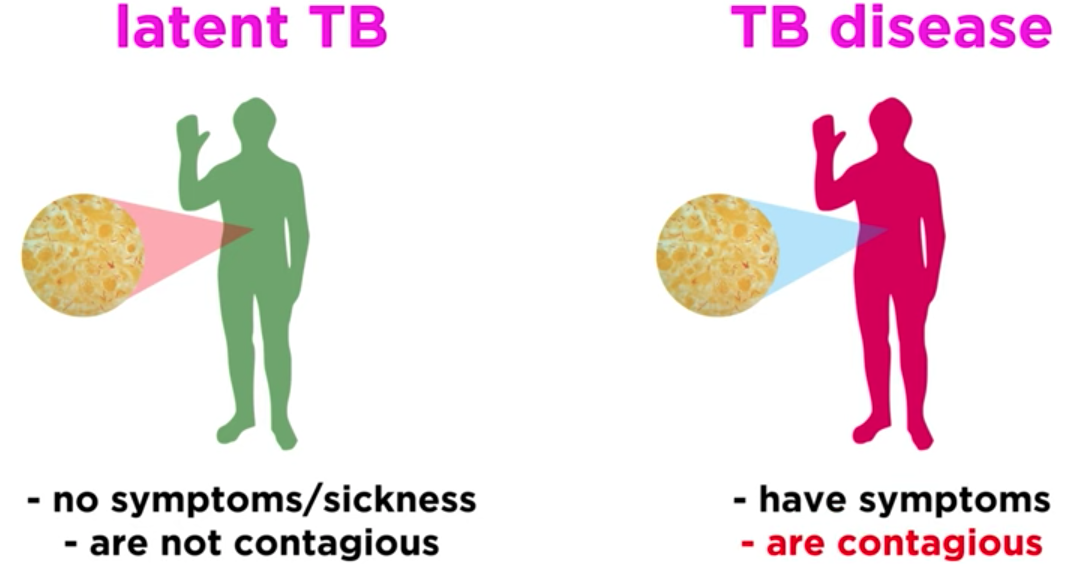 latent TB
- no symptoms/sickness
- are not contagious
TB disease
- have symptoms
- are contagious